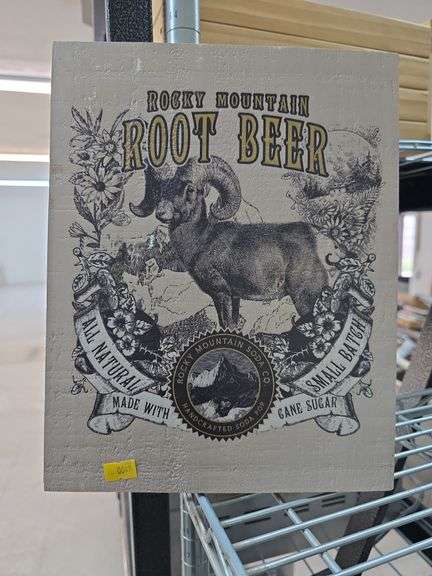 ROCKY MOUNTAIN
ROOT BEER
ALL NATURAL
SMALL BATCH
MADE WITH
CANE SUGAR
ROCKY MOUNTAIN SODA CO
HANDCRAFTED SODA POP